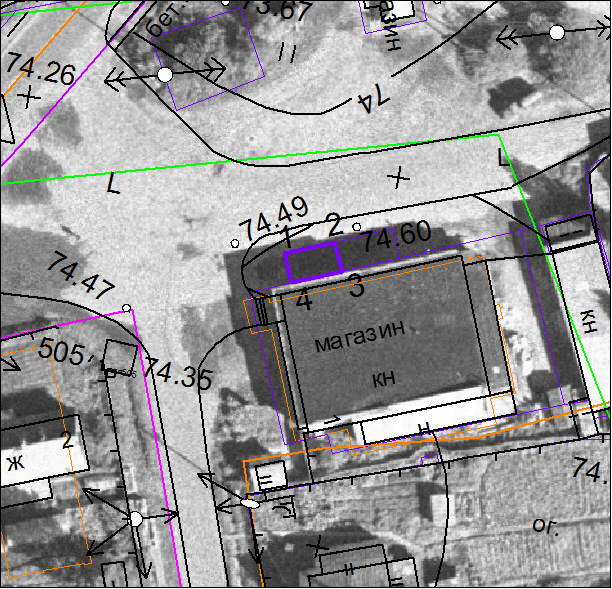 бет.
73.67
74.26
74
L
L
74.49
1
2
74.60
74.47
4
3
магазин
кн
кн
505
74.35
2
ж
н
74.
ог.
н